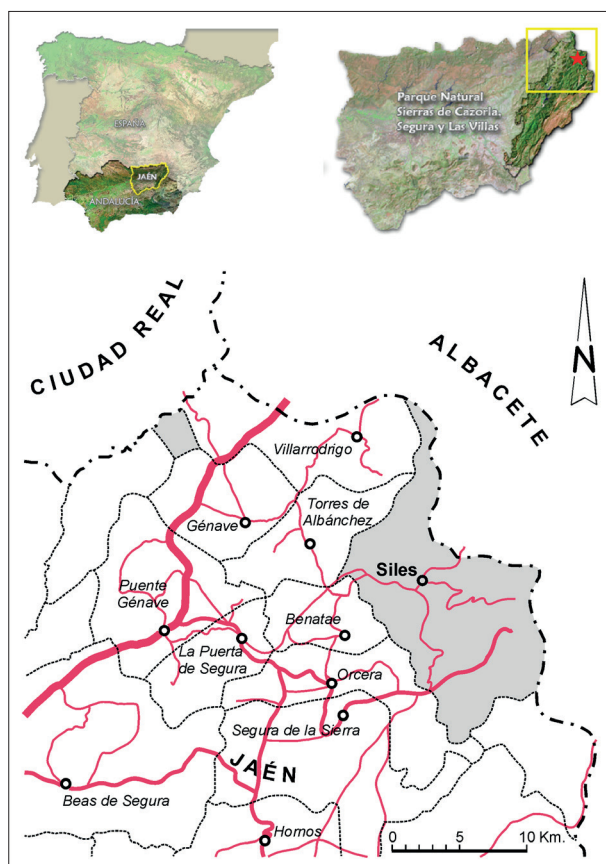 ESPAÑA
JAÉN
ANDALUCÍA
Parque Natural
Sierras de Cazorla,
Segura y Las Villas
CIUDAD REAL
ALBACETE
N
Villarrodrigo
Génave
Torres de
Albánchez
Siles
Puente
Génave
Benatae
La Puerta
de Segura
Orcera
Segura de la Sierra
JAÉN
Beas de Segura
Hornos
0 5 10 Km.